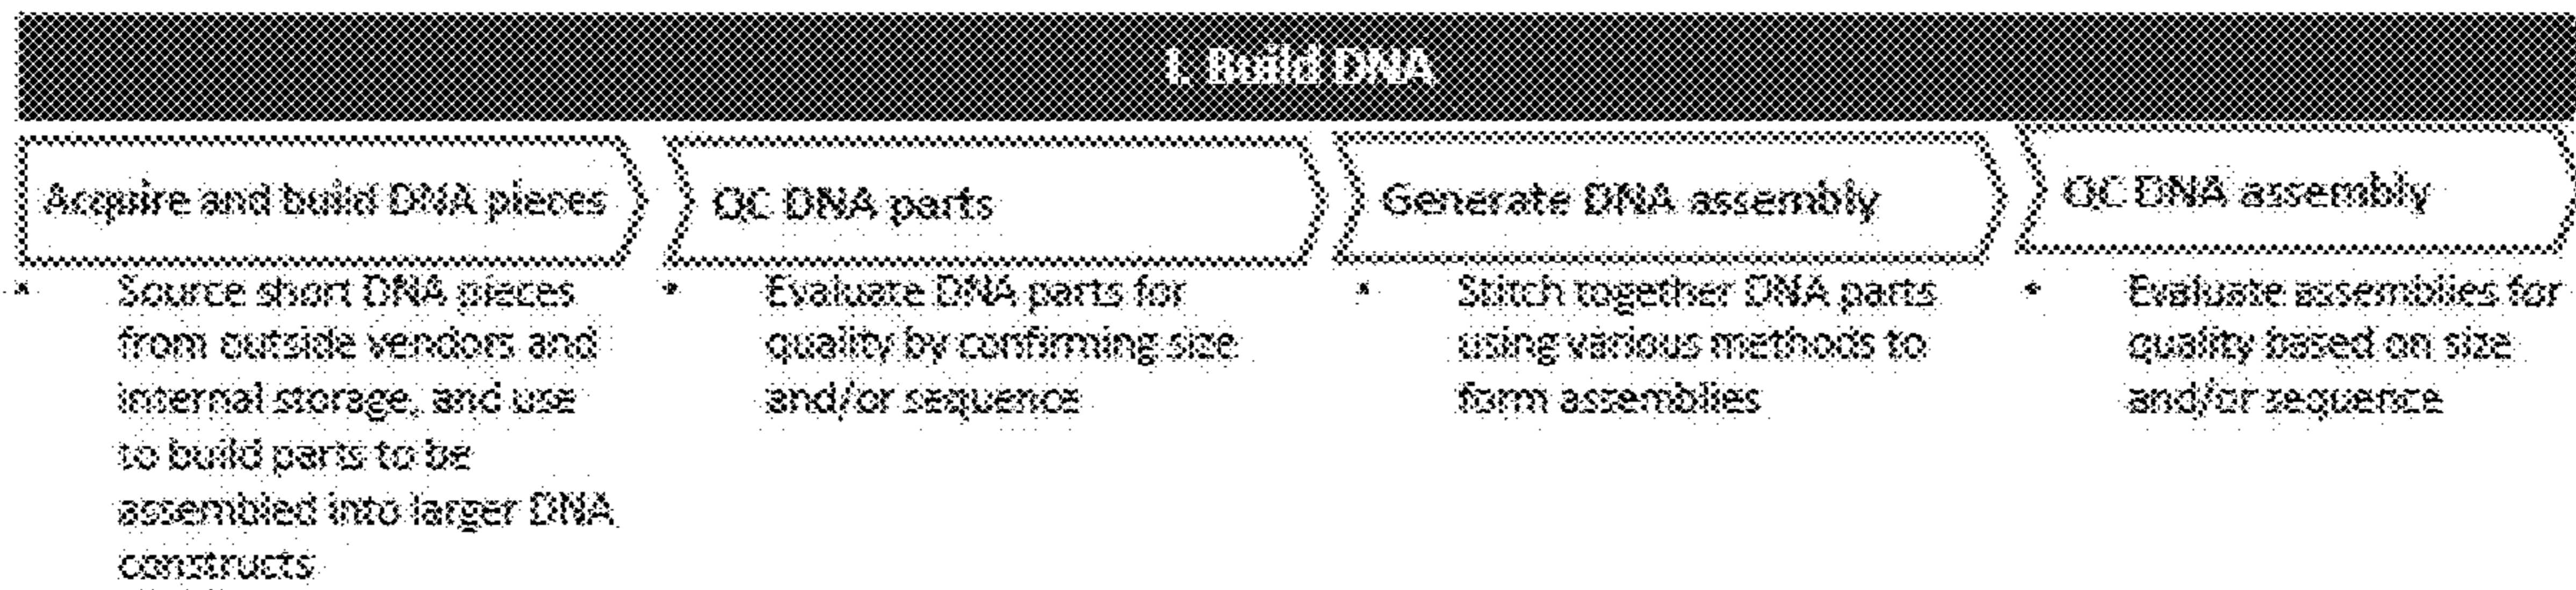 I. Build DNA
Acquire and build DNA pieces
• Source short DNA pieces
from outside vendors and
internal storage, and use
to build parts to be
assembled into larger DNA
constructs
QC DNA parts
• Evaluate DNA parts for
quality by confirming size
and/or sequence
Generate DNA assembly
• Stitch together DNA parts
using various methods to
form assemblies
QC DNA assembly
• Evaluate assemblies for
quality based on size
and/or sequence